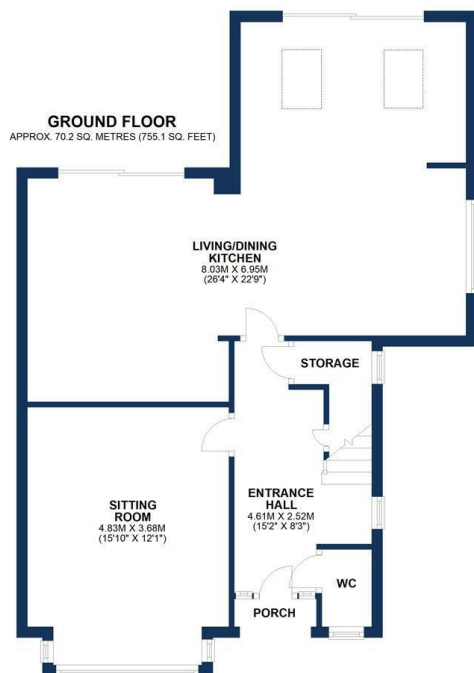 GROUND FLOOR
APPROX. 70.2 SQ. METRES (755.1 SQ. FEET)
LIVING/DINING
KITCHEN
8.03M X 6.95M
(26'4" X 22'9")
STORAGE
SITTING
ROOM
4.83M X 3.68M
(15'10" X 12'1")
ENTRANCE
HALL
4.61M X 2.52M
(15'2" X 8'3")
WC
PORCH